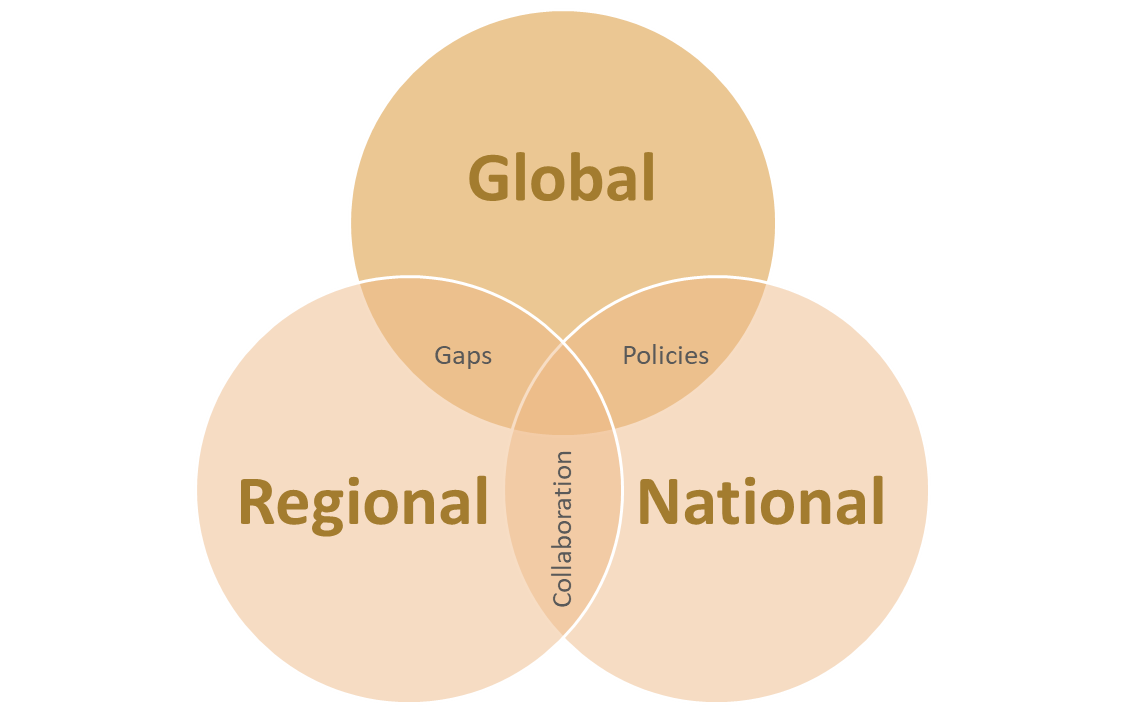 Global
Gaps
Policies
Regional
Collaboration
National